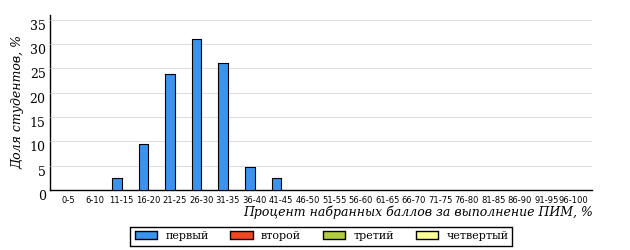 Доля студентов, %
35
30
25
20
15
10
5
0
0-5 6-10 11-15 16-20 21-25 26-30 31-35 36-40 41-45 46-50 51-55 56-60 61-65 66-70 71-75 76-80 81-85 86-90 91-95 96-100
Процент набранных баллов за выполнение ПИМ, %
первый второй третий четвертый